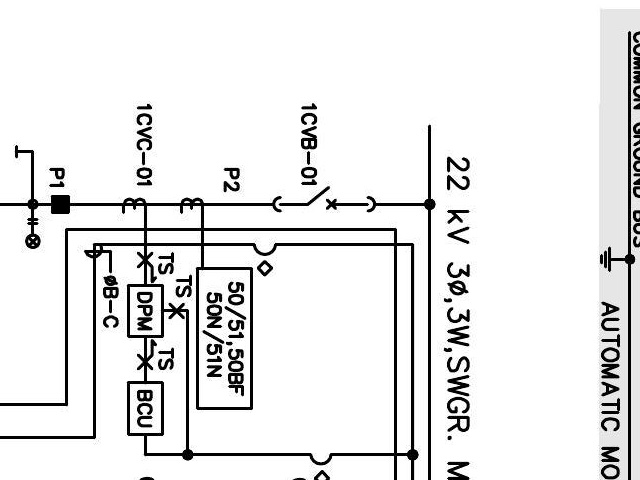 COMMON GROUND BUS
AUTOMATIC MO
22 kV 3ø,3W,SWGR. M
1CVB-01
P2
1CVC-01
P1
50/51,50BF
50N/51N
TS
TS
DPM
øB-C
TS
BCU